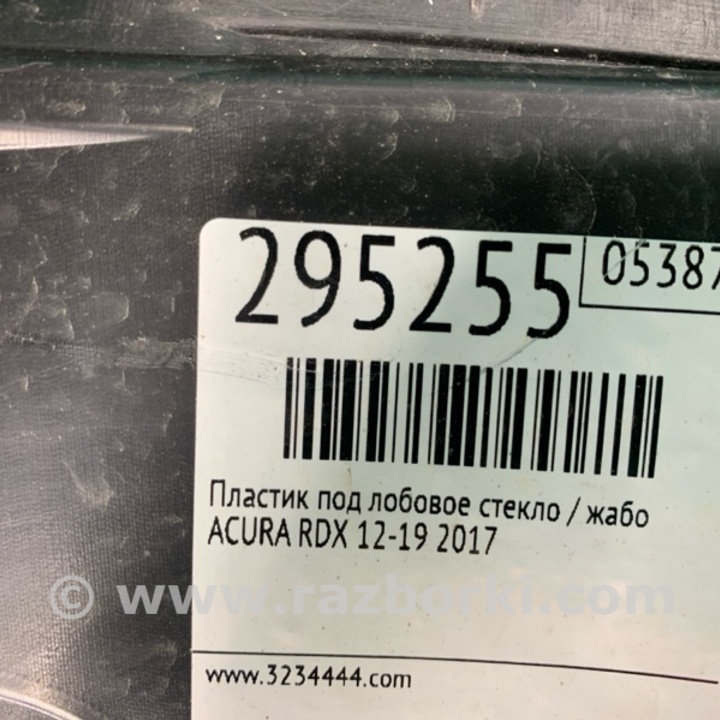 295255
05387
Пластик под лобовое стекло / жабо
ACURA RDX 12-19 2017
© www.razborki.com
www.3234444.com